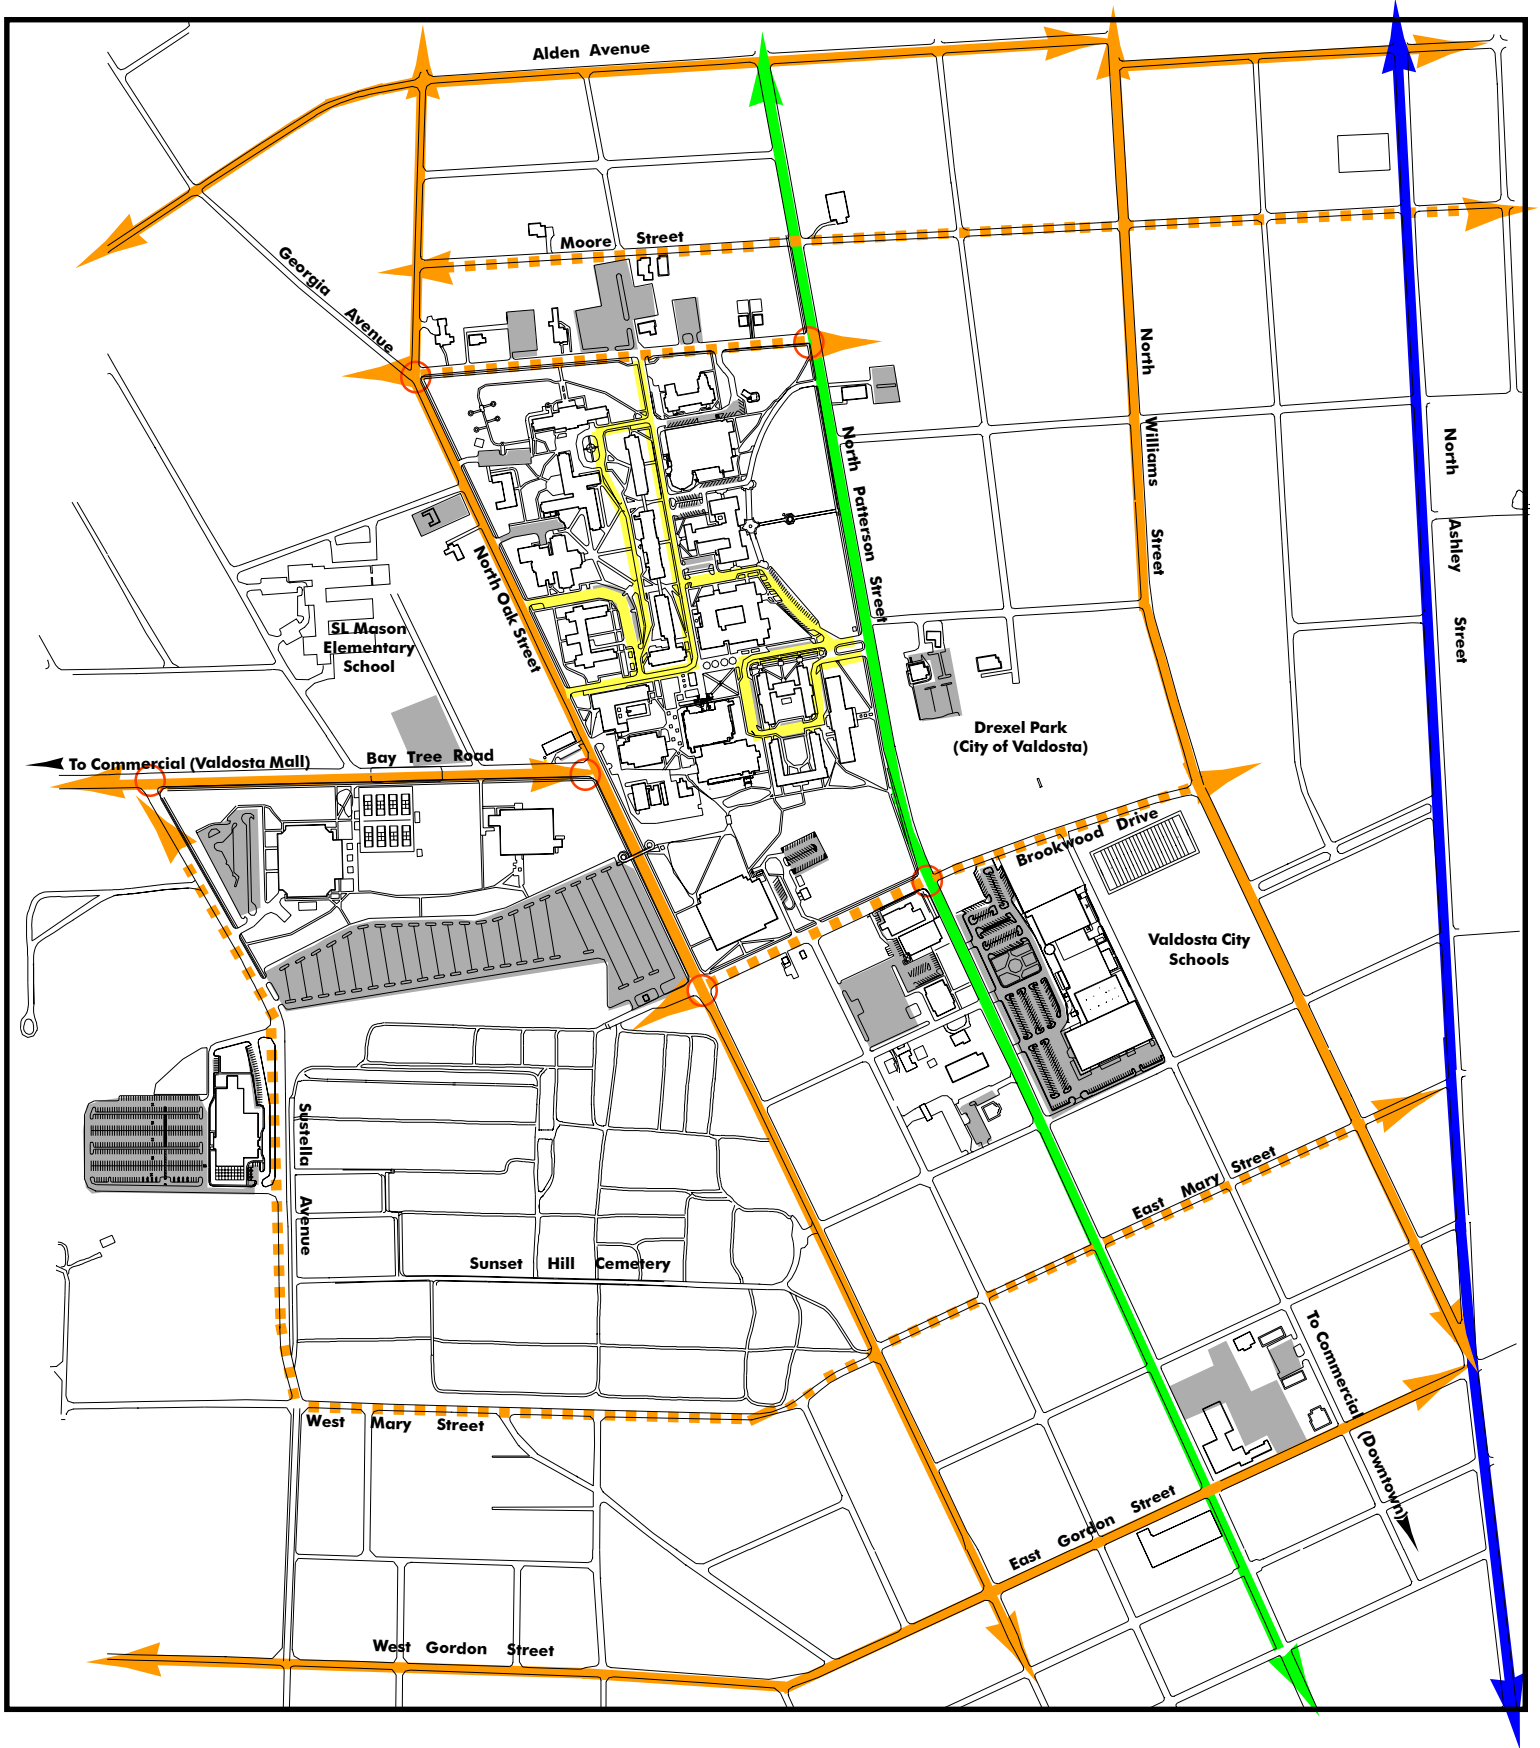 Alden Avenue
Moore Street
Georgia
Avenue
North
Williams
Street
North
Ashley
Street
North Patterson Street
North Oak Street
SL Mason
Elementary
School
Drexel Park
(City of Valdosta)
To Commercial (Valdosta Mall)
Bay Tree Road
Brookwood Drive
Valdosta City
Schools
Sustella
Avenue
East Mary Street
Sunset Hill Cemetery
To Commercial (Downtown)
West Mary Street
East Gordon Street
West Gordon Street